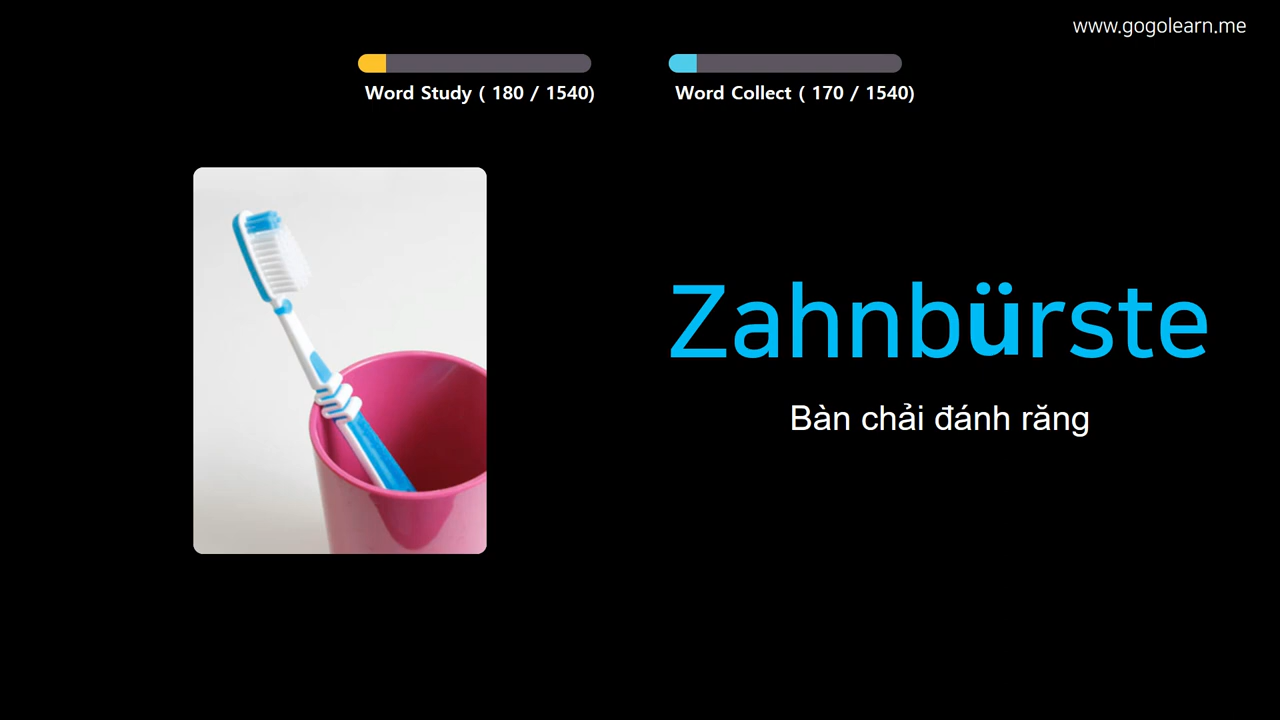 www.gogolearn.me
Word Study ( 180 / 1540)
Word Collect ( 170 / 1540)
Zahnbürste
Bàn chải đánh răng